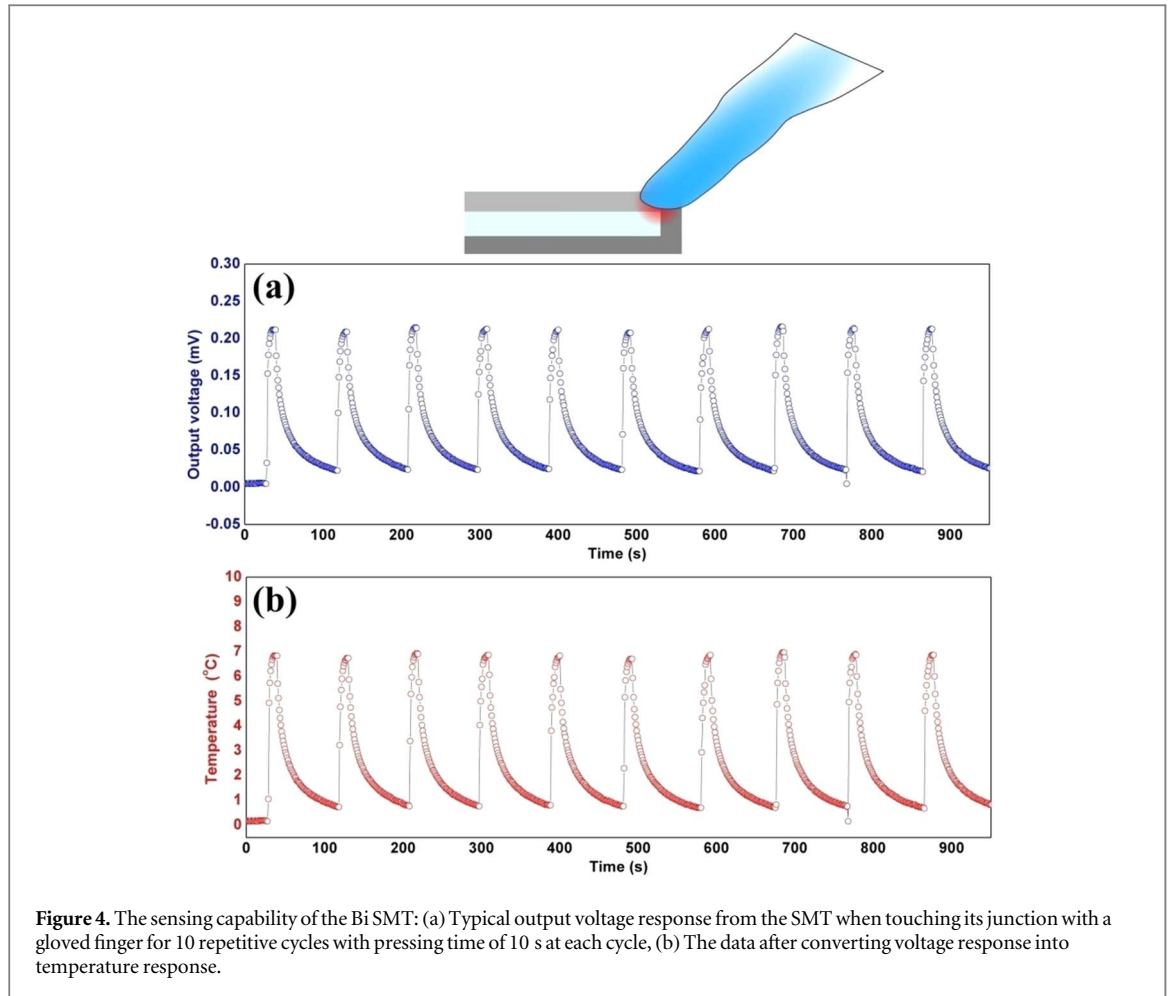 (a)
0.30
0.25
0.20
0.15
0.10
0.05
0.00
-0.05
Output voltage (mV)
0 100 200 300 400 500 600 700 800 900
Time (s)
(b)
10
9
8
7
6
5
4
3
2
1
0
Temperature (°C)
0 100 200 300 400 500 600 700 800 900
Time (s)
Figure 4. The sensing capability of the Bi SMT: (a) Typical output voltage response from the SMT when touching its junction with a
gloved finger for 10 repetitive cycles with pressing time of 10 s at each cycle, (b) The data after converting voltage response into
temperature response.